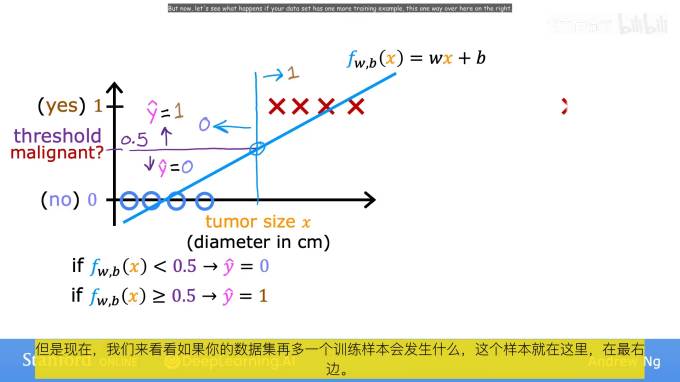 But now, let's see what happens if your data set has one more training example, this one way over here on the right.
bilibili
f_{w,b}(x) = wx + b
→ 1
(yes) 1
ŷ=1
0 ←
threshold
0.5 ↑
malignant?
↓ ŷ=0
(no) 0
tumor size x
(diameter in cm)
if f_{w,b}(x) < 0.5 → ŷ = 0
if f_{w,b}(x) ≥ 0.5 → ŷ = 1
但是现在，我们来看看如果你的数据集再多一个训练样本会发生什么，这个样本就在这里，在最右
边。
Stanford ONLINE DeepLearning.AI Andrew Ng